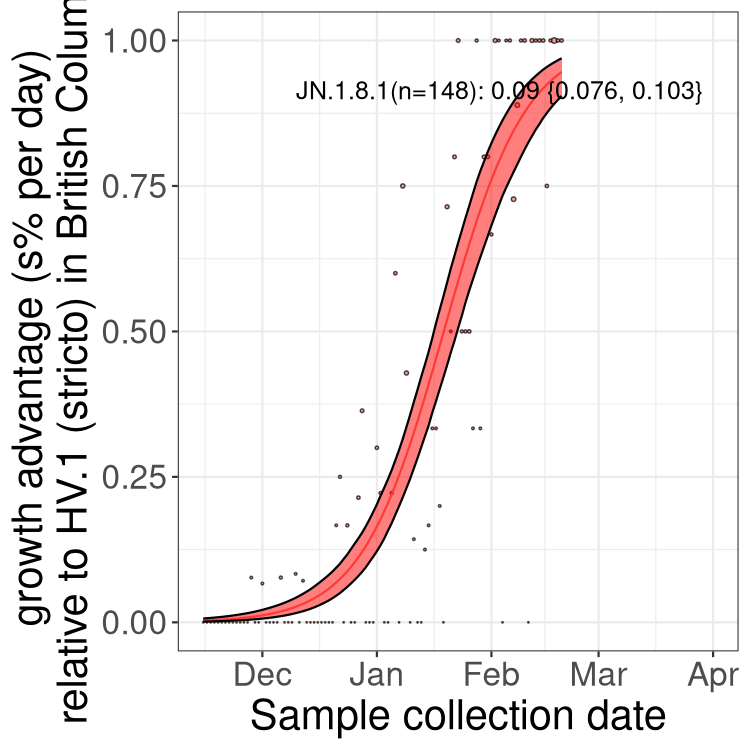 growth advantage (s% per day)
relative to HV.1 (stricto) in British Colum
1.00
0.75
0.50
0.25
0.00
JN.1.8.1(n=148): 0.09 {0.076, 0.103}
Dec Jan Feb Mar Apr
Sample collection date